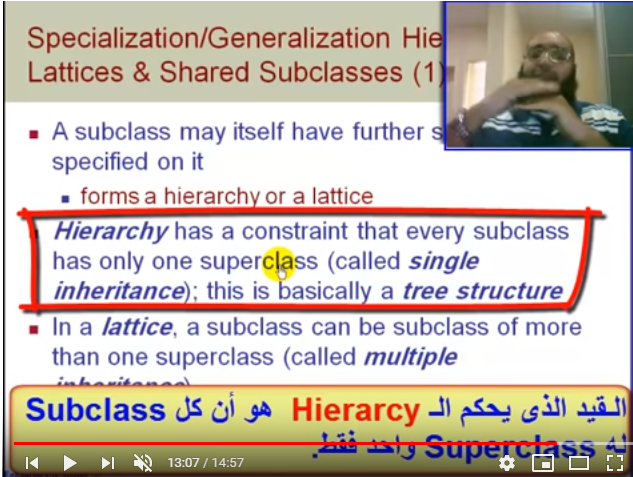 Specialization/Generalization Hie
Lattices & Shared Subclasses (1)
A subclass may itself have further s
specified on it
forms a hierarchy or a lattice
Hierarchy has a constraint that every subclass
has only one superclass (called single
inheritance); this is basically a tree structure
In a lattice, a subclass can be subclass of more
than one superclass (called multiple
inheritance)
القيد الذى يحكم الـ Hierarcy هو أن كل Subclass
له Superclass واحد فقط.
13:07 / 14:57